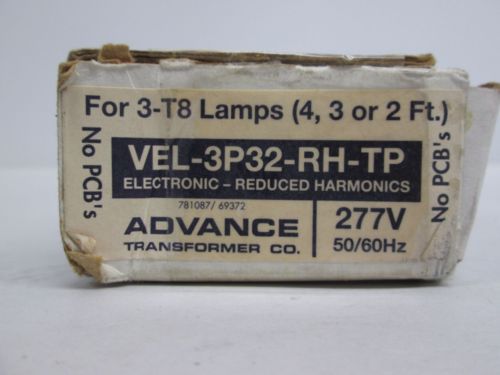 For 3-T8 Lamps (4, 3 or 2 Ft.)
No PCB's
VEL-3P32-RH-TP
ELECTRONIC – REDUCED HARMONICS
781087/ 69372
ADVANCE
TRANSFORMER CO.
277V
50/60Hz
No PCB's